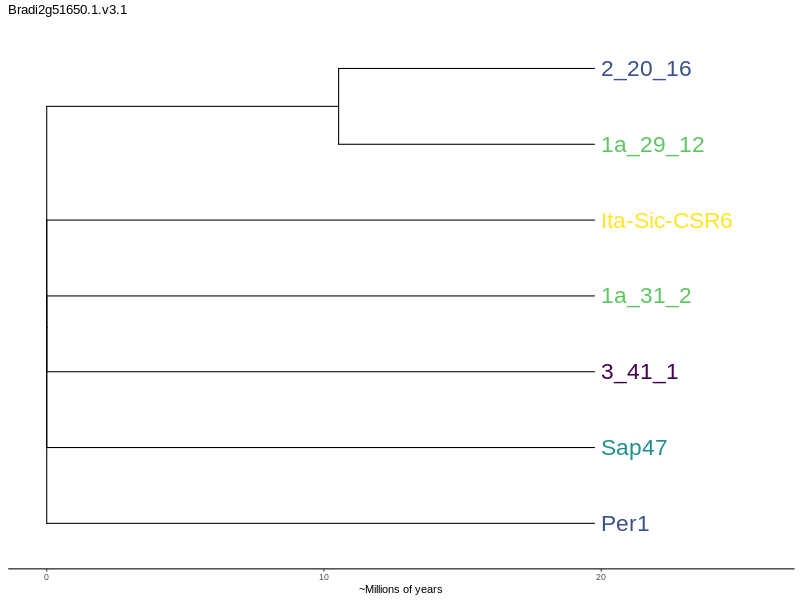 Bradi2g51650.1.v3.1
2_20_16
1a_29_12
Ita-Sic-CSR6
1a_31_2
3_41_1
Sap47
Per1
0 10 20
~Millions of years